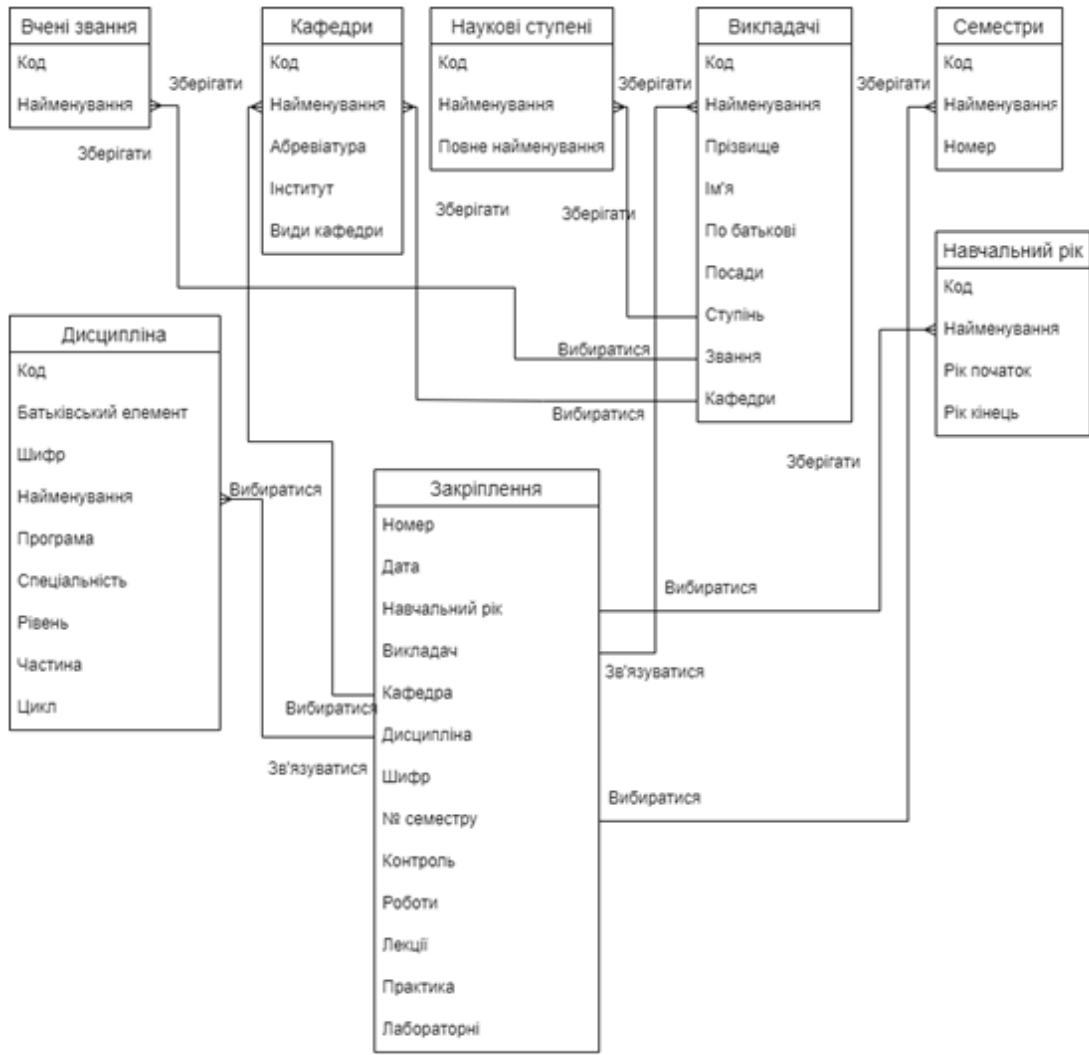 Вчені звання
Код
Найменування
Кафедри
Код
Найменування
Абревіатура
Інститут
Види кафедри
Наукові ступені
Код
Найменування
Повне найменування
Викладачі
Код
Найменування
Прізвище
Ім'я
По батькові
Посади
Ступінь
Звання
Кафедри
Семестри
Код
Найменування
Номер
Зберігати
Зберігати
Зберігати
Зберігати
Зберігати
Зберігати
Навчальний рік
Код
Найменування
Рік початок
Рік кінець
Вибиратися
Вибиратися
Зберігати
Дисципліна
Код
Батьківський елемент
Шифр
Найменування
Програма
Спеціальність
Рівень
Частина
Цикл
Вибиратися
Закріплення
Номер
Дата
Навчальний рік
Викладач
Кафедра
Дисципліна
Шифр
№ семестру
Контроль
Роботи
Лекції
Практика
Лабораторні
Вибиратися
Зв'язуватися
Вибиратися
Зв'язуватися
Вибиратися